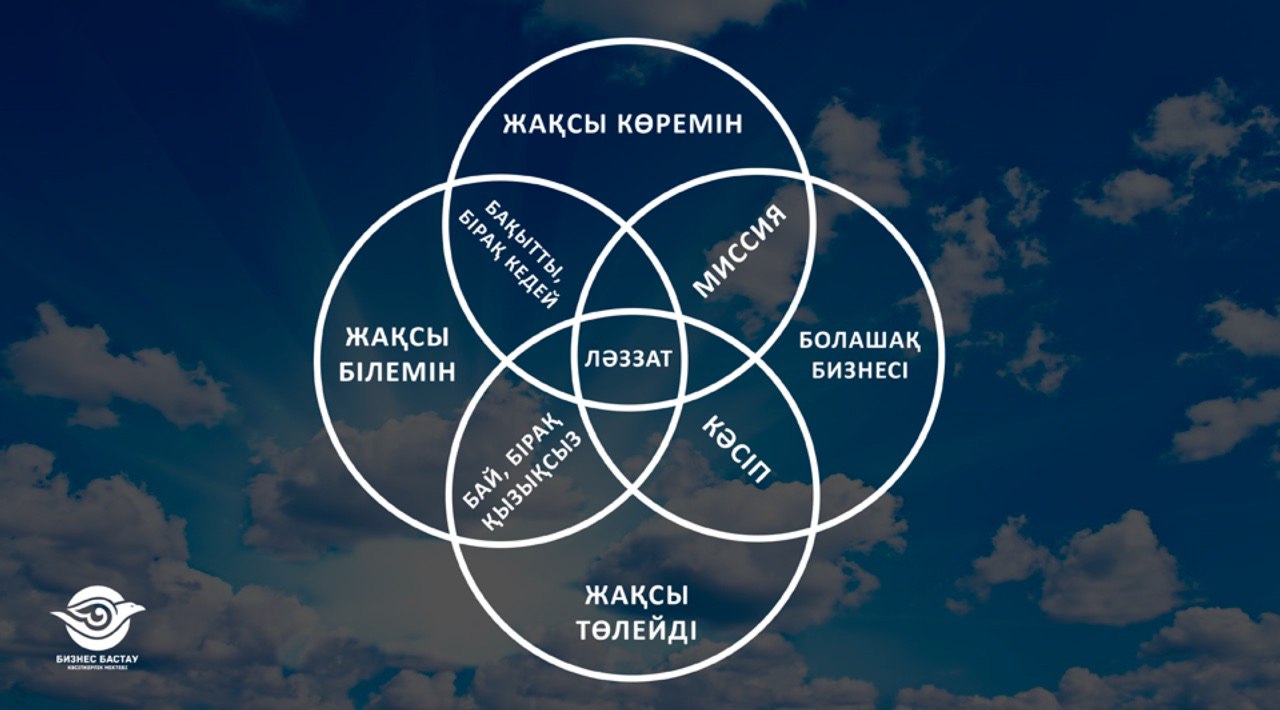 ЖАҚСЫ КӨРЕМІН
БАҚЫТТЫ,
БІРАҚ КЕДЕЙ
МИССИЯ
ЖАҚСЫ
БІЛЕМІН
ЛӘЗЗАТ
БОЛАШАҚ
БИЗНЕСІ
БАЙ, БІРАҚ
ҚЫЗЫҚСЫЗ
КӘСІП
ЖАҚСЫ
ТӨЛЕЙДІ
БИЗНЕС БАСТАУ
КӘСІПКЕРЛІК МЕКТЕБІ